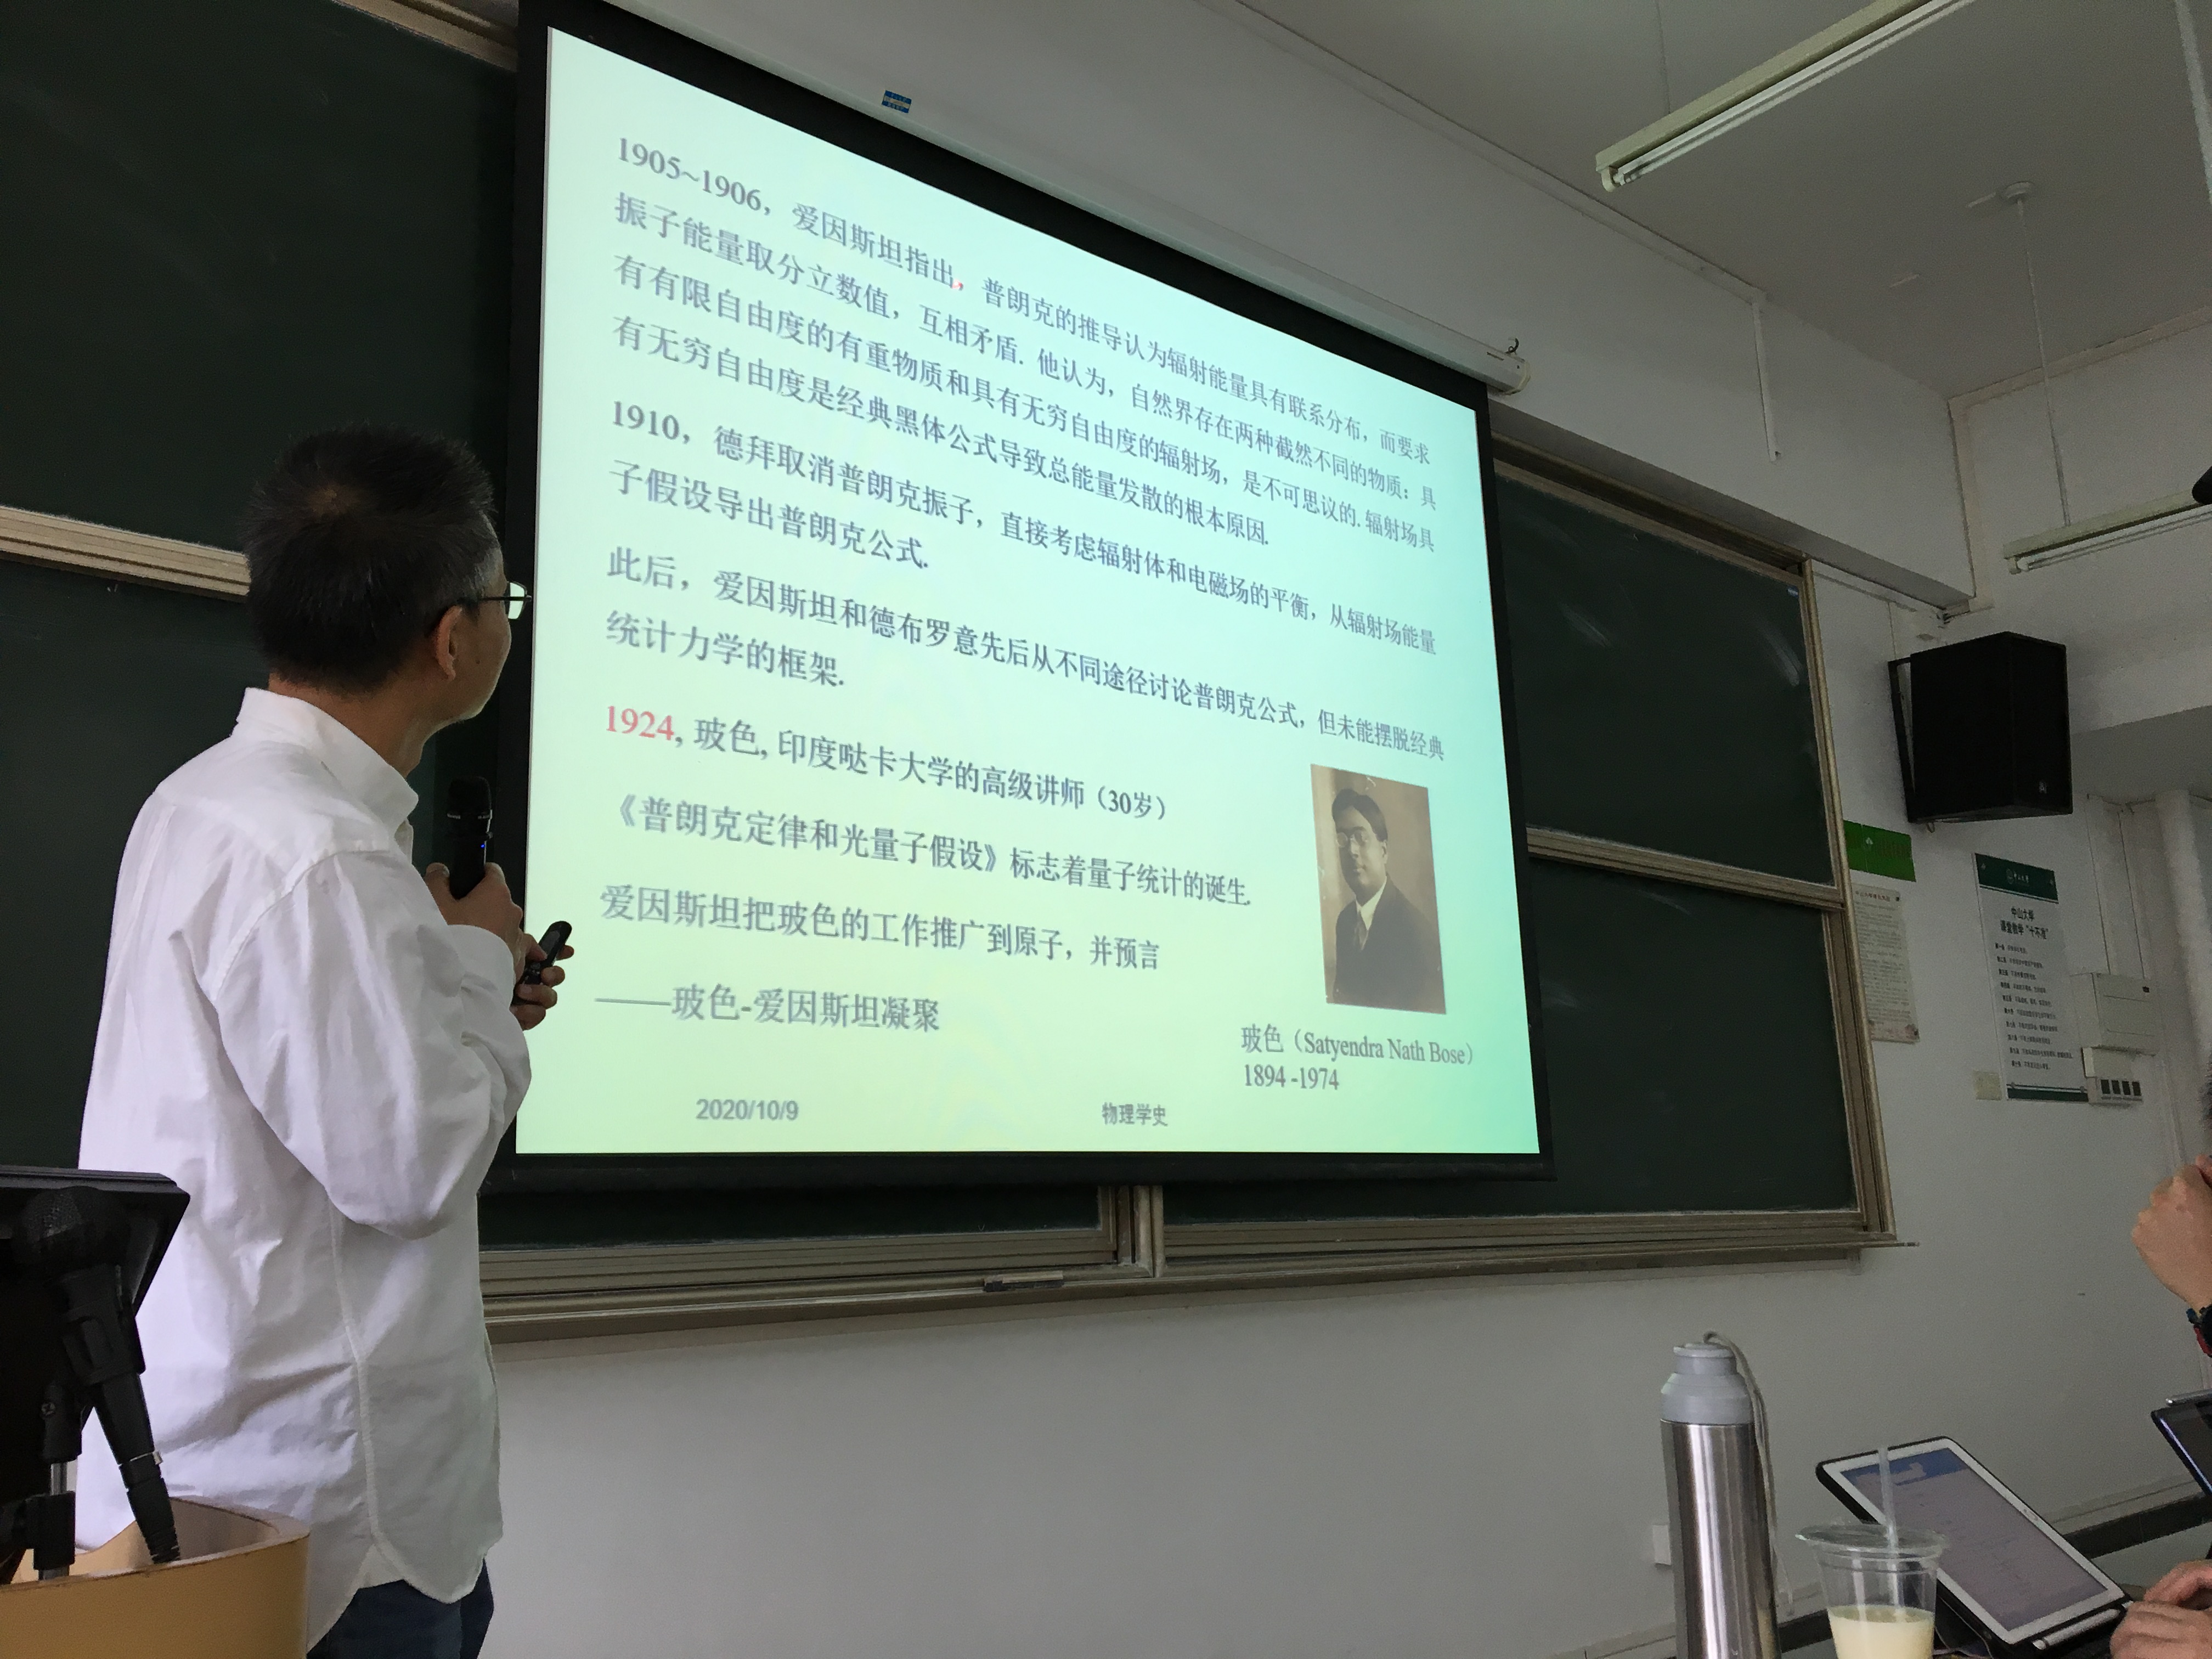 1905~1906，爱因斯坦指出，普朗克的推导认为辐射能量具有联系分布，而要求
振子能量取分立数值，互相矛盾. 他认为，自然界存在两种截然不同的物质：具
有有限自由度的有重物质和具有无穷自由度的辐射场，是不可思议的. 辐射场具
有无穷自由度是经典黑体公式导致总能量发散的根本原因.
1910，德拜取消普朗克振子，直接考虑辐射体和电磁场的平衡，从辐射场能量
子假设导出普朗克公式.
此后，爱因斯坦和德布罗意先后从不同途径讨论普朗克公式，但未能摆脱经典
统计力学的框架.
1924, 玻色, 印度哒卡大学的高级讲师（30岁）
《普朗克定律和光量子假设》标志着量子统计的诞生.
爱因斯坦把玻色的工作推广到原子，并预言
——玻色-爱因斯坦凝聚
玻色（Satyendra Nath Bose）
1894 -1974
2020/10/9
物理学史
中山大学
课堂教学“十不准”